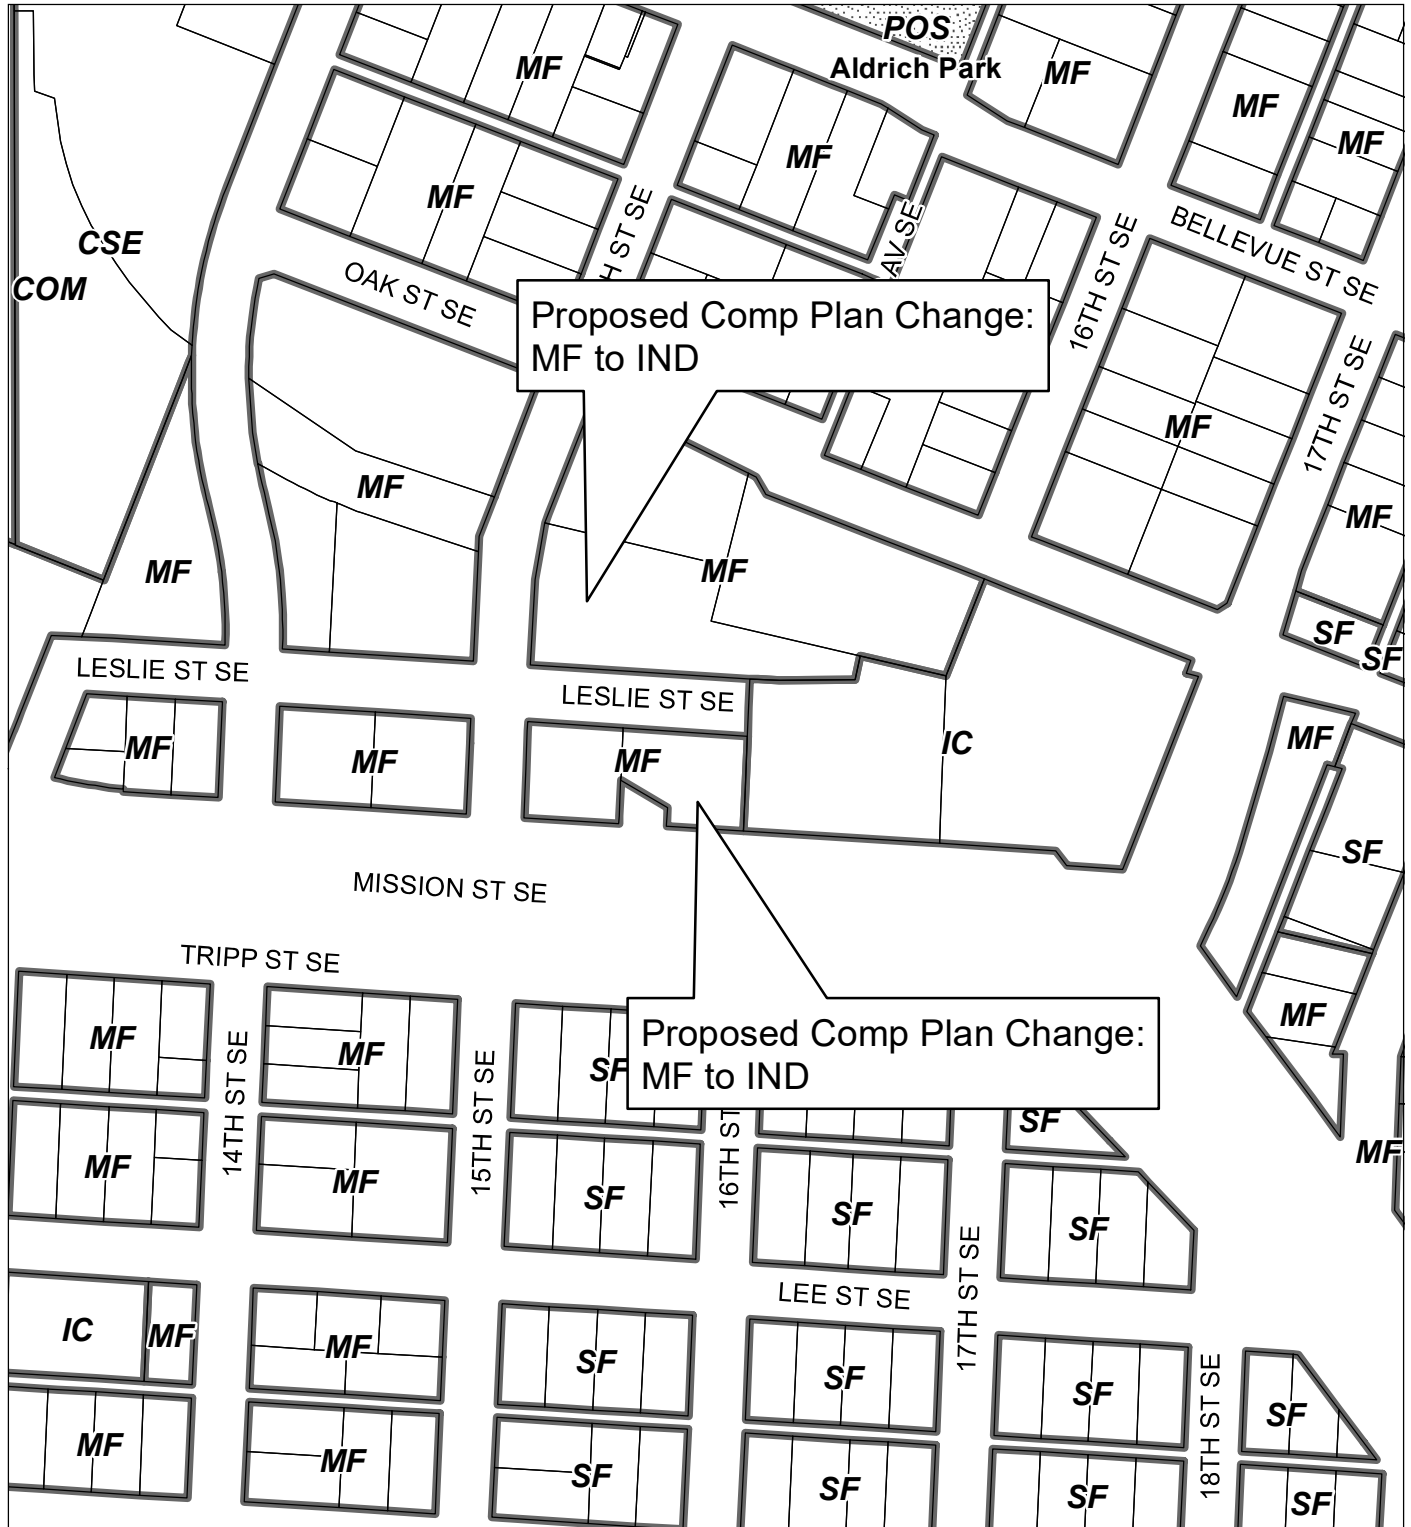 POS
Aldrich Park
MF
MF
MF
MF
MF
MF
CSE
COM
OAK ST SE
H ST SE
AV SE
16TH ST SE
BELLEVUE ST SE
17TH ST SE
Proposed Comp Plan Change:
MF to IND
MF
MF
MF
MF
MF
SF
SF
LESLIE ST SE
LESLIE ST SE
MF
MF
MF
IC
MF
SF
MISSION ST SE
TRIPP ST SE
MF
MF
SF
Proposed Comp Plan Change:
MF to IND
MF
14TH ST SE
15TH ST SE
16TH ST
SF
MF
MF
MF
SF
SF
SF
17TH ST SE
LEE ST SE
IC
MF
MF
SF
SF
SF
18TH ST SE
SF
MF
MF
SF
SF
SF
SF